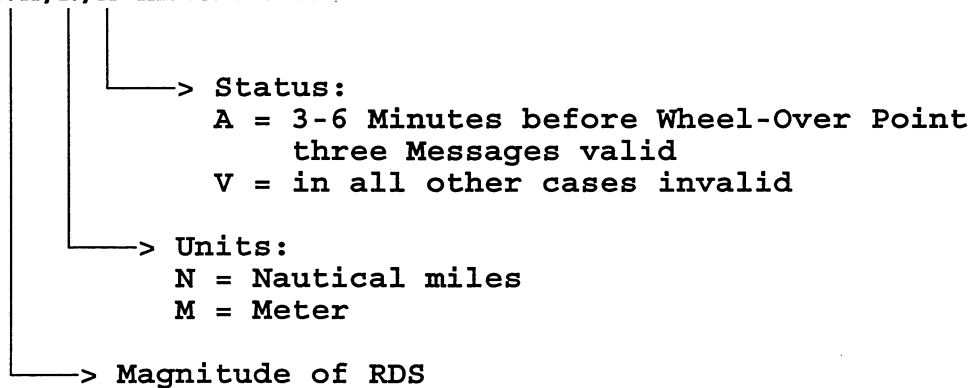 -----> Status:
A = 3-6 Minutes before Wheel-Over Point
three Messages valid
V = in all other cases invalid
-----> Units:
N = Nautical miles
M = Meter
-----> Magnitude of RDS